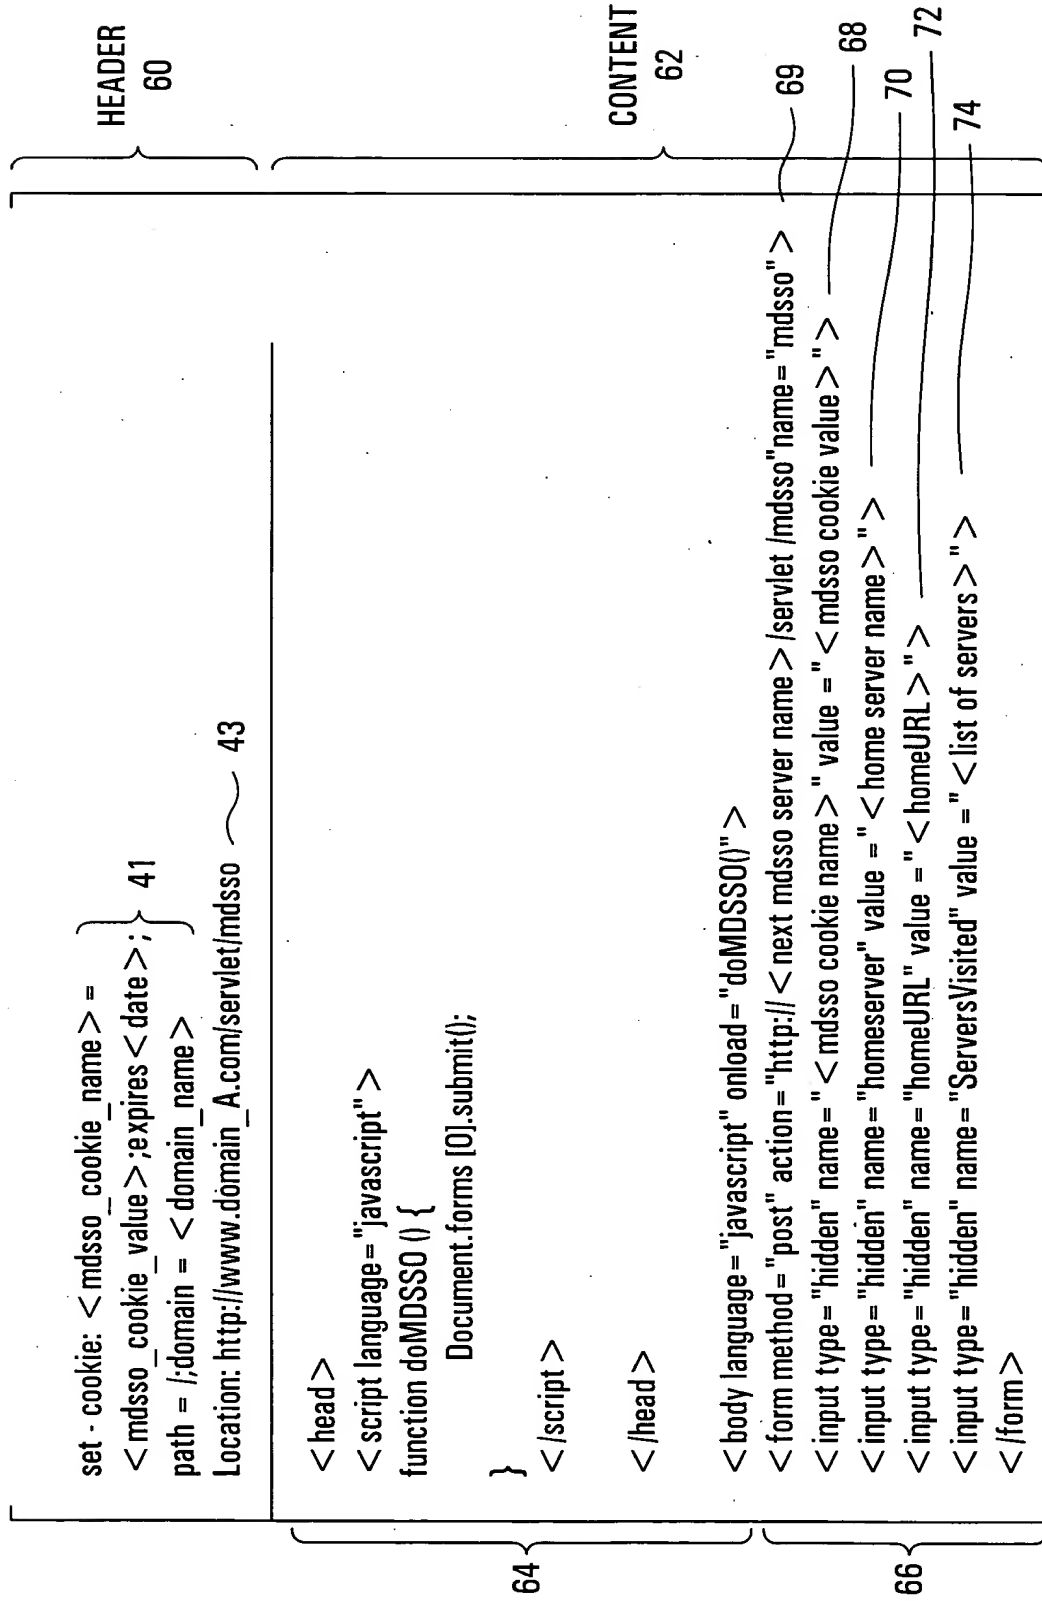 HEADER
60
set - cookie: < mdsso_cookie_name > =
< mdsso_cookie_value > ;expires < date > ;
41
path = /;domain = < domain_name >
Location: http://www.domain_A.com/servlet/mdsso
43
CONTENT
62
64
< head >
< script language="javascript" >
function doMDSSO () {
Document.forms [0].submit();
}
< /script >
< /head >
< body language="javascript" onload="doMDSSO()" >
66
< form method="post" action="http:// < next mdsso server name > /servlet /mdsso"name="mdsso" >
69
< input type="hidden" name=" < mdsso cookie name > " value =" < mdsso cookie value > " >
68
< input type="hidden" name="homeserver" value =" < home server name > " >
70
< input type="hidden" name="homeURL" value =" < homeURL > " >
72
< input type="hidden" name="ServersVisited" value =" < list of servers > " >
74
< /form >